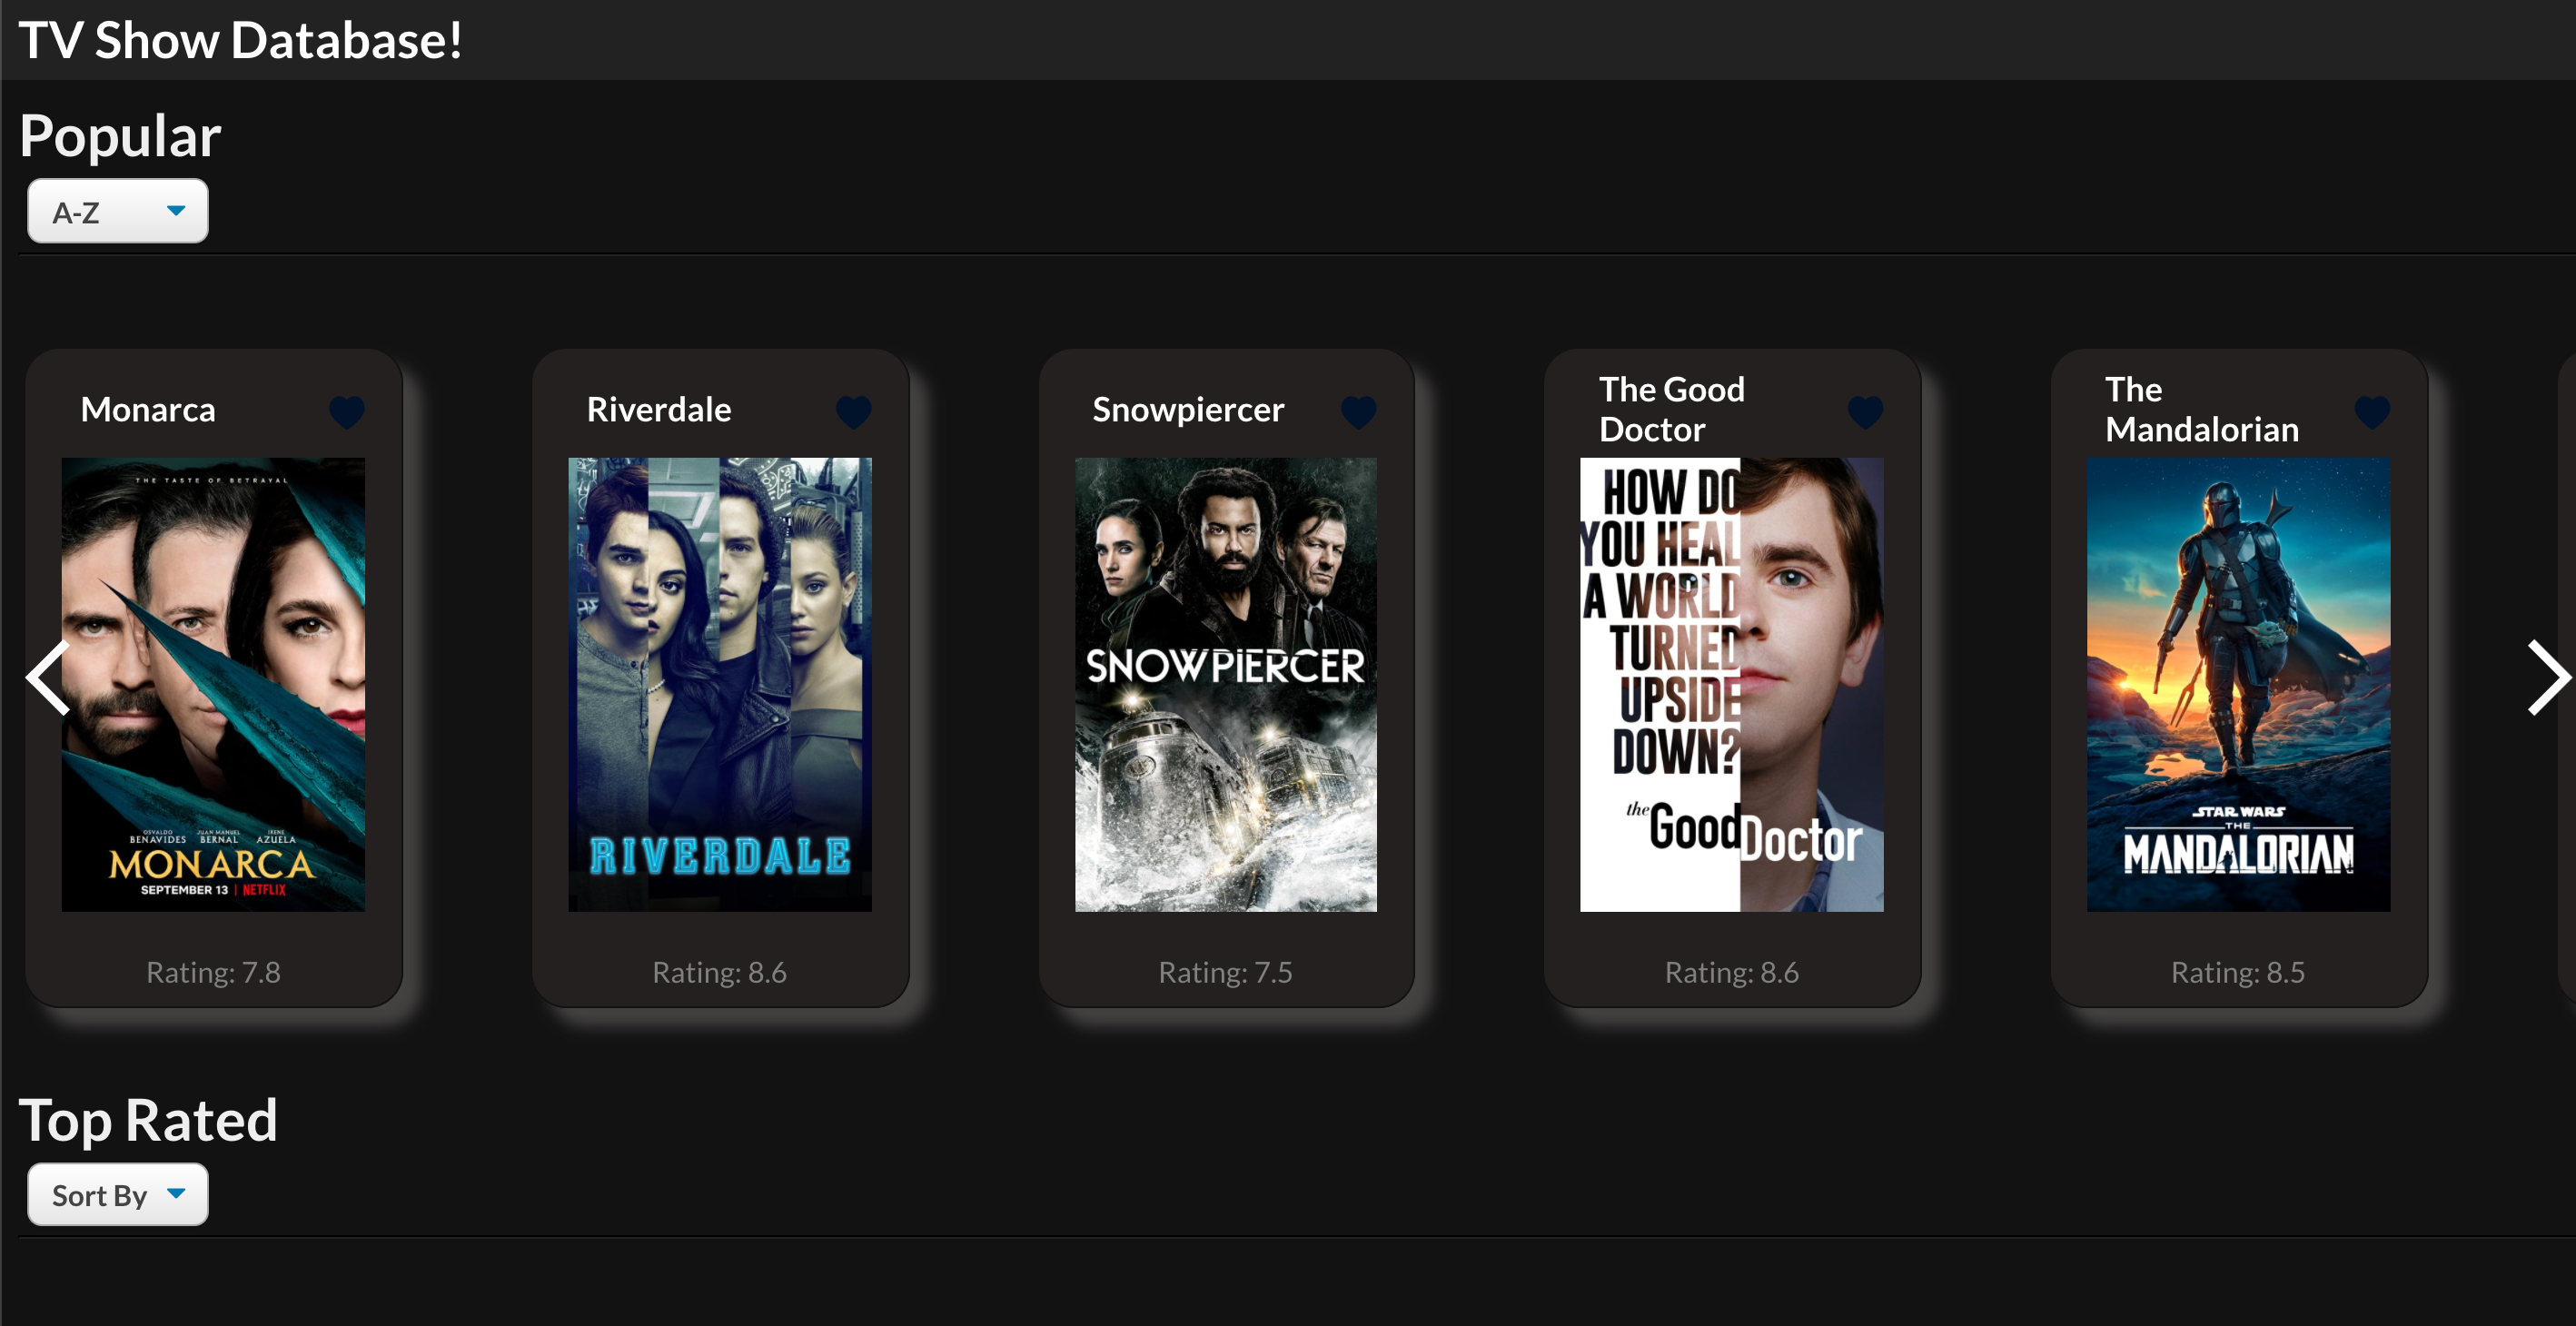 TV Show Database!
Popular
A-Z
Monarca
THE TASTE OF BETRAYAL
OSVALDO BENAVIDES JUAN MANUEL BERNAL IRENE AZUELA
MONARCA
SEPTEMBER 13 | NETFLIX
Rating: 7.8
Riverdale
RIVERDALE
Rating: 8.6
Snowpiercer
SNOWPIERCER
Rating: 7.5
The Good
Doctor
HOW DO
YOU HEAL
A WORLD
TURNED
UPSIDE
DOWN?
the Good Doctor
Rating: 8.6
The
Mandalorian
STAR WARS
THE
MANDALORIAN
Rating: 8.5
Top Rated
Sort By